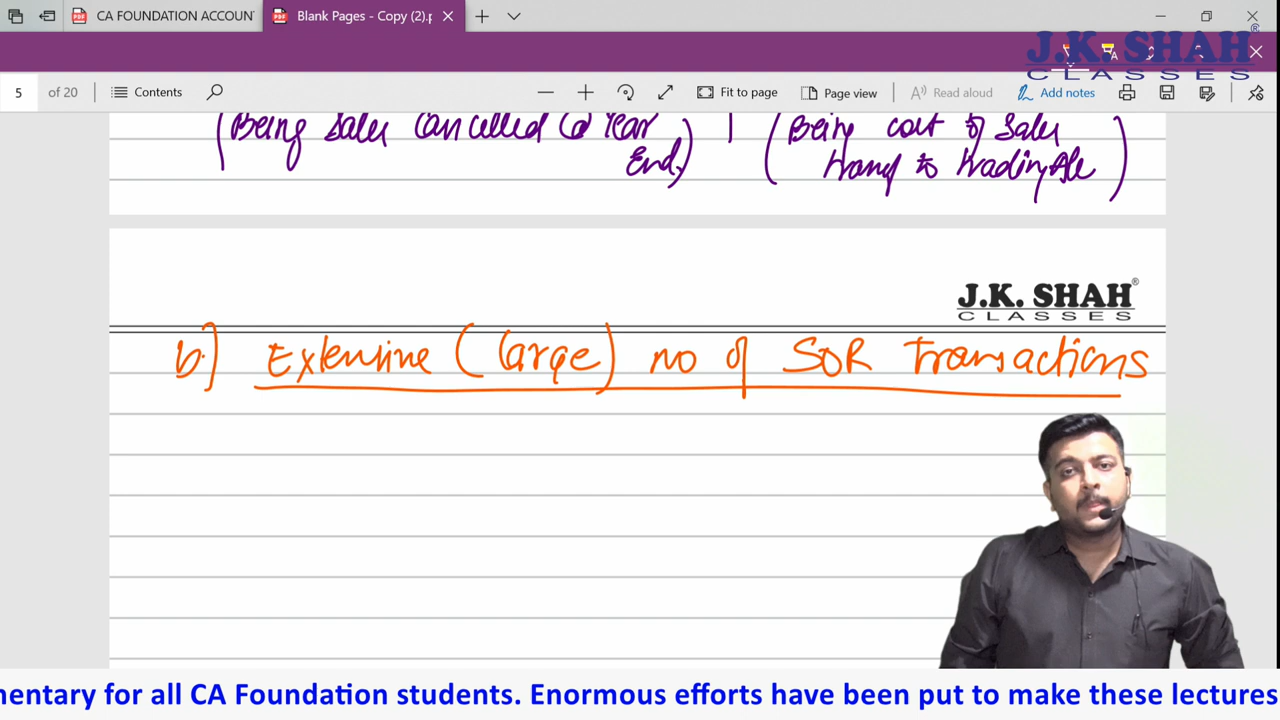 CA FOUNDATION ACCOUN
Blank Pages - Copy (2).p
J.K. SHAH®
CLASSES
5 of 20
Contents
Fit to page
Page view
Read aloud
Add notes
(Being Sales Cancelled @ Year End)
(Being cost of Sales transf to Trading A/c)
J.K. SHAH®
CLASSES
b) Extensive (Large) no of SOR Transactions
mentary for all CA Foundation students. Enormous efforts have been put to make these lectures